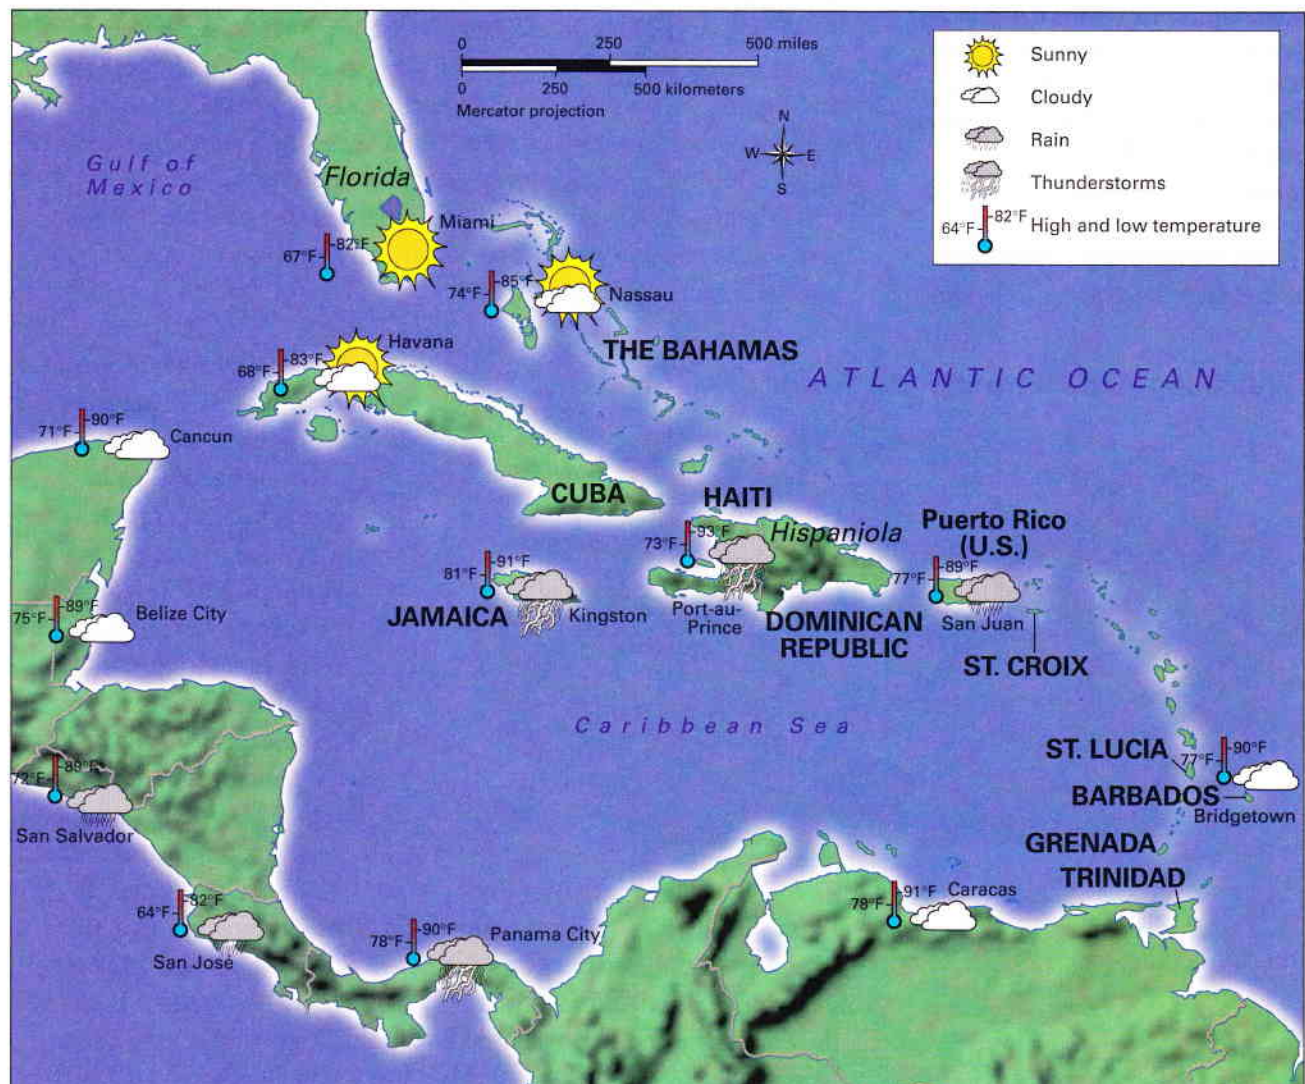 0 250 500 miles
0 250 500 kilometers
Mercator projection
N
W E
S
Sunny
Cloudy
Rain
Thunderstorms
82°F
64°F
High and low temperature
Gulf of
Mexico
Florida
Miami
82°F
67°F
85°F
74°F
Nassau
THE BAHAMAS
Havana
83°F
68°F
ATLANTIC OCEAN
90°F
71°F
Cancun
CUBA
HAITI
93°F
73°F
Hispaniola
Port-au-
Prince
DOMINICAN
REPUBLIC
Puerto Rico
(U.S.)
89°F
77°F
San Juan
ST. CROIX
91°F
81°F
JAMAICA
Kingston
89°F
75°F
Belize City
Caribbean Sea
ST. LUCIA
90°F
77°F
BARBADOS
Bridgetown
GRENADA
TRINIDAD
89°F
72°F
San Salvador
82°F
64°F
San José
90°F
78°F
Panama City
91°F
78°F
Caracas